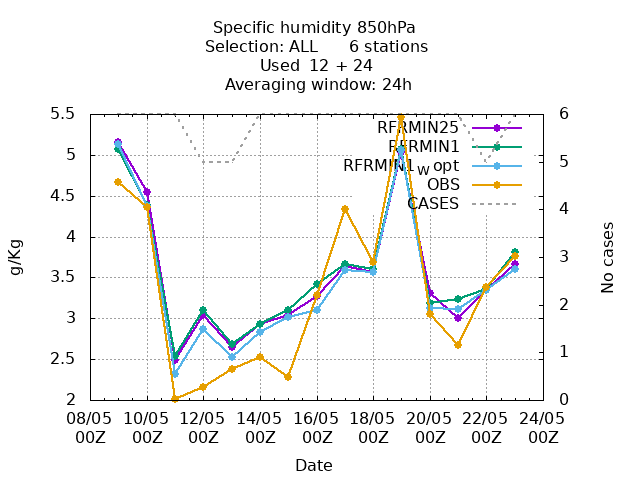 Specific humidity 850hPa
Selection: ALL 6 stations
Used 12 + 24
Averaging window: 24h
g/Kg
5.5
5
4.5
4
3.5
3
2.5
2
RFRMIN25
RFRMIN1
RFRMIN1w opt
OBS
CASES
6
5
4
3
2
1
0
No cases
08/05 10/05 12/05 14/05 16/05 18/05 20/05 22/05 24/05
00Z 00Z 00Z 00Z 00Z 00Z 00Z 00Z 00Z
Date